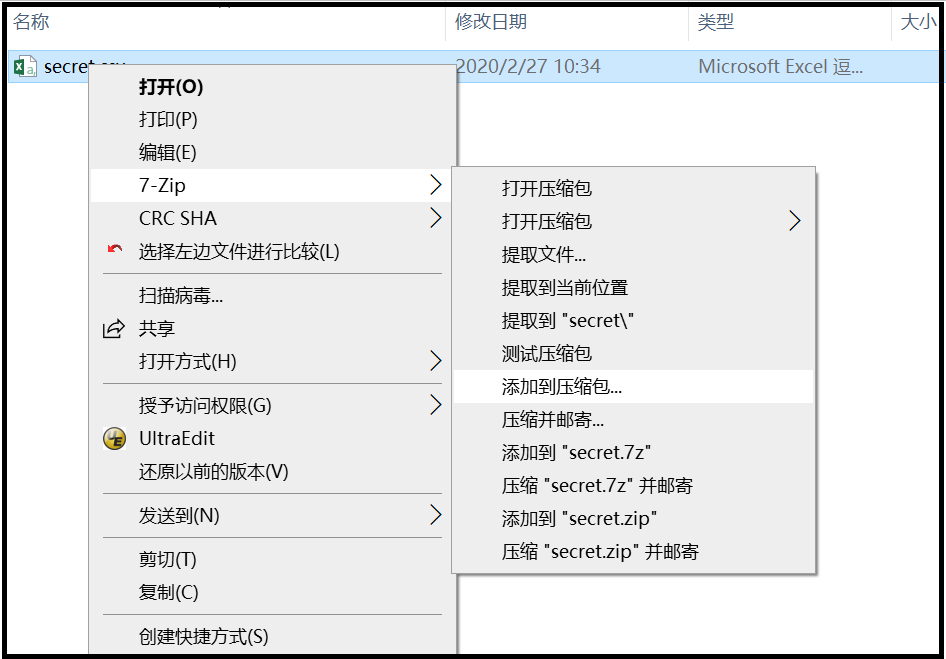 名称 修改日期 类型 大小
secret.csv 2020/2/27 10:34 Microsoft Excel 逗...
打开(O)
打印(P)
编辑(E)
7-Zip
CRC SHA
选择左边文件进行比较(L)
扫描病毒...
共享
打开方式(H)
授予访问权限(G)
UltraEdit
还原以前的版本(V)
发送到(N)
剪切(T)
复制(C)
创建快捷方式(S)
打开压缩包
打开压缩包
提取文件...
提取到当前位置
提取到 "secret\"
测试压缩包
添加到压缩包...
压缩并邮寄...
添加到 "secret.7z"
压缩 "secret.7z" 并邮寄
添加到 "secret.zip"
压缩 "secret.zip" 并邮寄